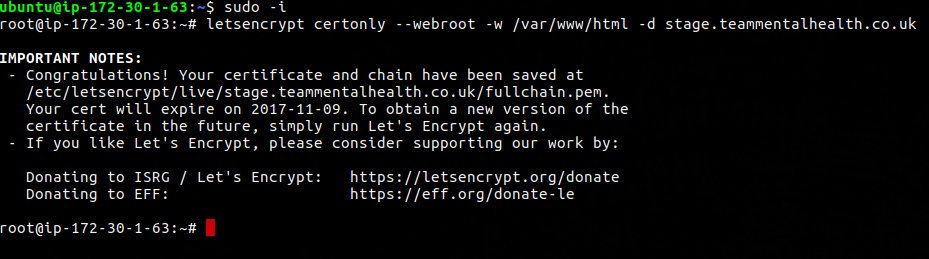 ubuntu@ip-172-30-1-63:~$ sudo -i
root@ip-172-30-1-63:~# letsencrypt certonly --webroot -w /var/www/html -d stage.teammentalhealth.co.uk
IMPORTANT NOTES:
- Congratulations! Your certificate and chain have been saved at
/etc/letsencrypt/live/stage.teammentalhealth.co.uk/fullchain.pem.
Your cert will expire on 2017-11-09. To obtain a new version of the
certificate in the future, simply run Let's Encrypt again.
- If you like Let's Encrypt, please consider supporting our work by:
Donating to ISRG / Let's Encrypt:   https://letsencrypt.org/donate
Donating to EFF:                    https://eff.org/donate-le
root@ip-172-30-1-63:~#